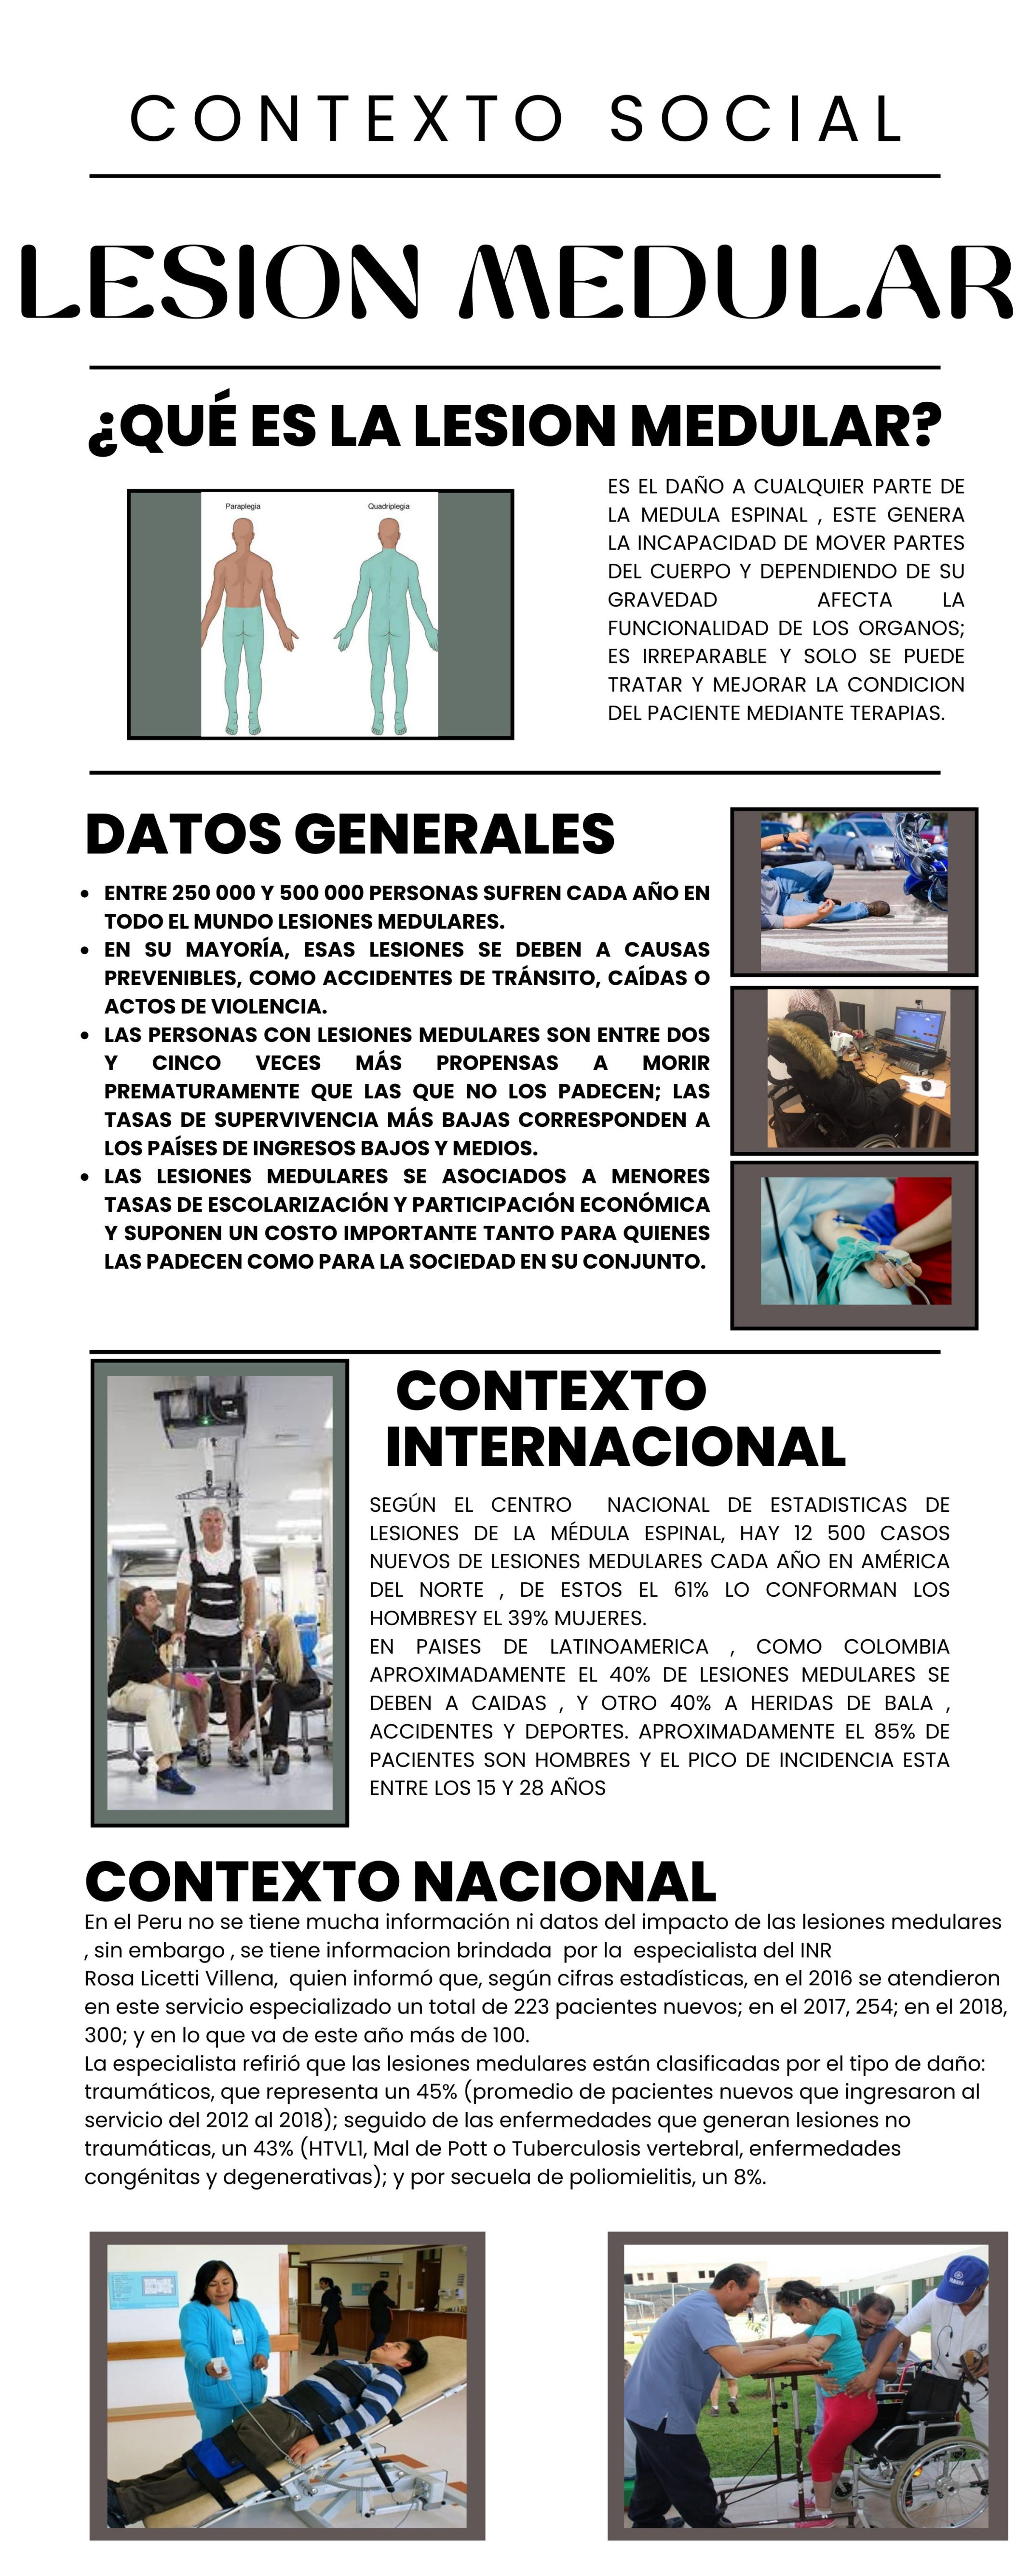 CONTEXTO SOCIAL
LESION MEDULAR
¿QUÉ ES LA LESION MEDULAR?
Paraplegia
Quadriplegia
ES EL DAÑO A CUALQUIER PARTE DE
LA MEDULA ESPINAL , ESTE GENERA
LA INCAPACIDAD DE MOVER PARTES
DEL CUERPO Y DEPENDIENDO DE SU
GRAVEDAD AFECTA LA
FUNCIONALIDAD DE LOS ORGANOS;
ES IRREPARABLE Y SOLO SE PUEDE
TRATAR Y MEJORAR LA CONDICION
DEL PACIENTE MEDIANTE TERAPIAS.
DATOS GENERALES
• ENTRE 250 000 Y 500 000 PERSONAS SUFREN CADA AÑO EN
TODO EL MUNDO LESIONES MEDULARES.
• EN SU MAYORÍA, ESAS LESIONES SE DEBEN A CAUSAS
PREVENIBLES, COMO ACCIDENTES DE TRÁNSITO, CAÍDAS O
ACTOS DE VIOLENCIA.
• LAS PERSONAS CON LESIONES MEDULARES SON ENTRE DOS
Y CINCO VECES MÁS PROPENSAS A MORIR
PREMATURAMENTE QUE LAS QUE NO LOS PADECEN; LAS
TASAS DE SUPERVIVENCIA MÁS BAJAS CORRESPONDEN A
LOS PAÍSES DE INGRESOS BAJOS Y MEDIOS.
• LAS LESIONES MEDULARES SE ASOCIADOS A MENORES
TASAS DE ESCOLARIZACIÓN Y PARTICIPACIÓN ECONÓMICA
Y SUPONEN UN COSTO IMPORTANTE TANTO PARA QUIENES
LAS PADECEN COMO PARA LA SOCIEDAD EN SU CONJUNTO.
CONTEXTO
INTERNACIONAL
SEGÚN EL CENTRO NACIONAL DE ESTADISTICAS DE
LESIONES DE LA MÉDULA ESPINAL, HAY 12 500 CASOS
NUEVOS DE LESIONES MEDULARES CADA AÑO EN AMÉRICA
DEL NORTE , DE ESTOS EL 61% LO CONFORMAN LOS
HOMBRESY EL 39% MUJERES.
EN PAISES DE LATINOAMERICA , COMO COLOMBIA
APROXIMADAMENTE EL 40% DE LESIONES MEDULARES SE
DEBEN A CAIDAS , Y OTRO 40% A HERIDAS DE BALA ,
ACCIDENTES Y DEPORTES. APROXIMADAMENTE EL 85% DE
PACIENTES SON HOMBRES Y EL PICO DE INCIDENCIA ESTA
ENTRE LOS 15 Y 28 AÑOS
CONTEXTO NACIONAL
En el Peru no se tiene mucha información ni datos del impacto de las lesiones medulares
, sin embargo , se tiene informacion brindada por la especialista del INR
Rosa Licetti Villena, quien informó que, según cifras estadísticas, en el 2016 se atendieron
en este servicio especializado un total de 223 pacientes nuevos; en el 2017, 254; en el 2018,
300; y en lo que va de este año más de 100.
La especialista refirió que las lesiones medulares están clasificadas por el tipo de daño:
traumáticos, que representa un 45% (promedio de pacientes nuevos que ingresaron al
servicio del 2012 al 2018); seguido de las enfermedades que generan lesiones no
traumáticas, un 43% (HTVL1, Mal de Pott o Tuberculosis vertebral, enfermedades
congénitas y degenerativas); y por secuela de poliomielitis, un 8%.